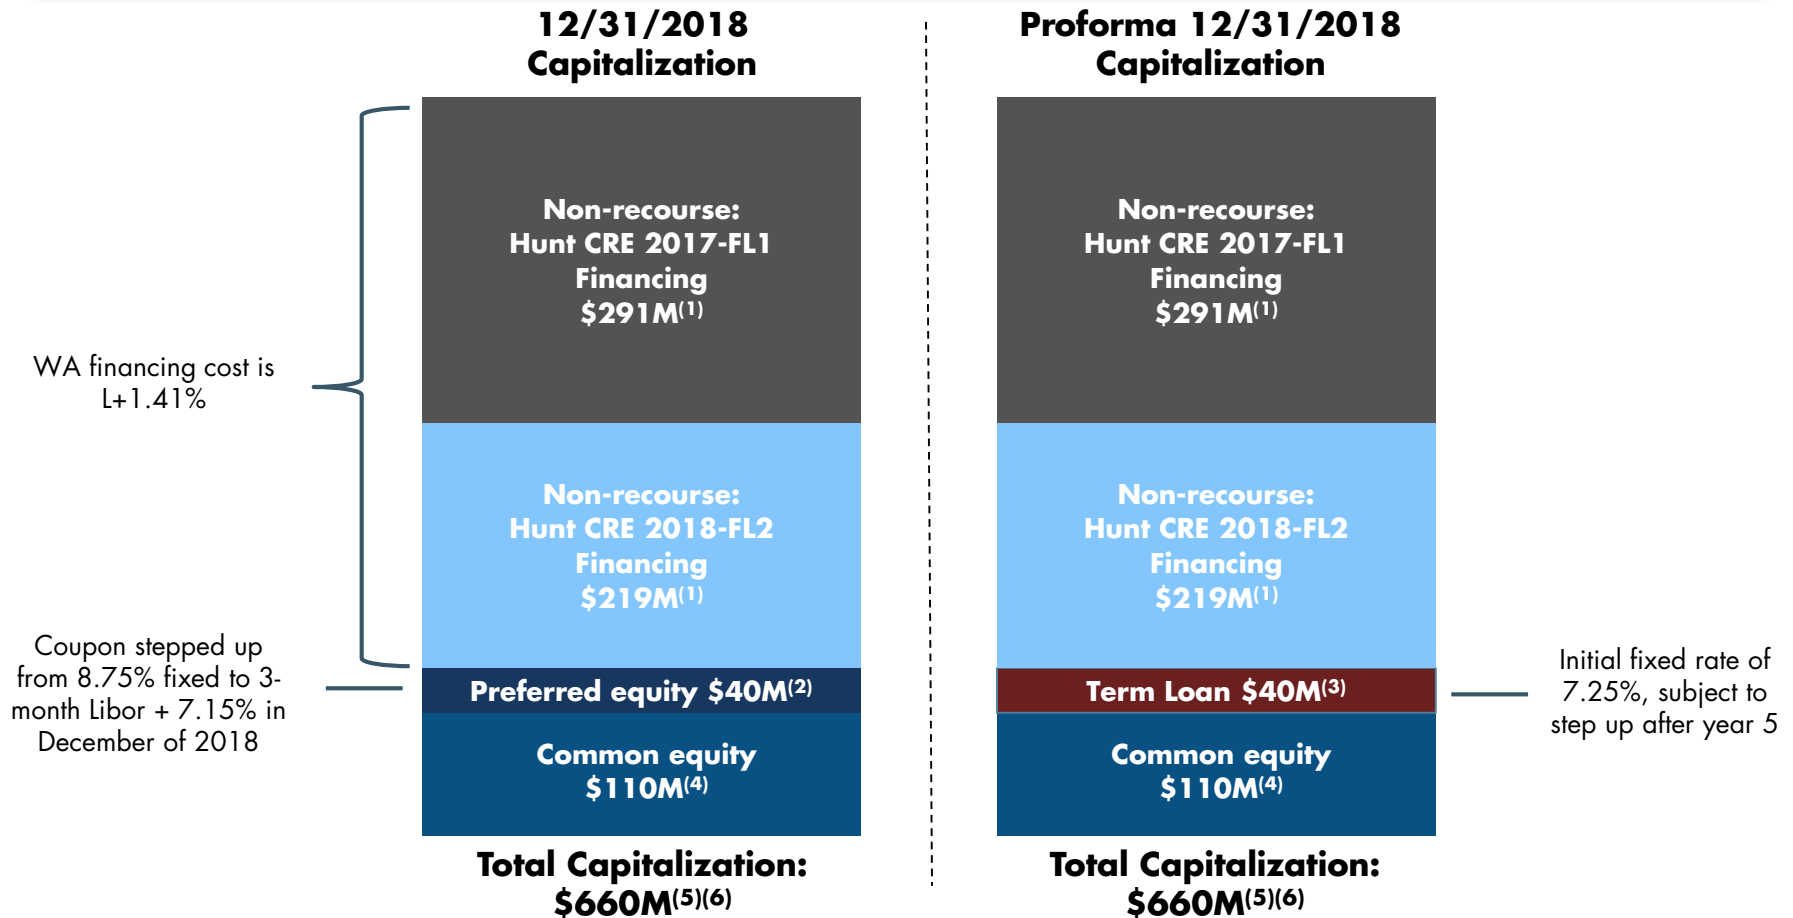 12/31/2018
Capitalization
Non-recourse:
Hunt CRE 2017-FL1
Financing
$291M(1)
Non-recourse:
Hunt CRE 2018-FL2
Financing
$219M(1)
Preferred equity $40M(2)
Common equity
$110M(4)
Total Capitalization:
$660M(5)(6)
WA financing cost is
L+1.41%
Coupon stepped up
from 8.75% fixed to 3-
month Libor + 7.15% in
December of 2018
Proforma 12/31/2018
Capitalization
Non-recourse:
Hunt CRE 2017-FL1
Financing
$291M(1)
Non-recourse:
Hunt CRE 2018-FL2
Financing
$219M(1)
Term Loan $40M(3)
Common equity
$110M(4)
Total Capitalization:
$660M(5)(6)
Initial fixed rate of
7.25%, subject to
step up after year 5